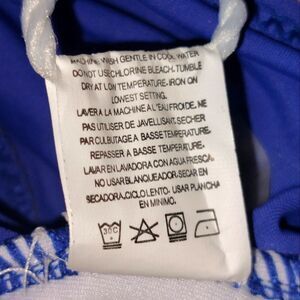 MACHINE WASH GENTLE IN COOL WATER
DO NOT USE CHLORINE BLEACH-TUMBLE
DRY AT LOW TEMPERATURE-IRON ON
LOWEST SETTING.
LAVER A LA MACHINE A L'EAU FROIDE, NE
PAS UTILISER DE JAVELLISANT.SECHER
PAR CULBUTAGE A BASSE TEMPERATURE.
REPASSER A BASSE TEMPERATURE.
LAVAR EN LAVADORA CON AGUA FRESCA.
NO USAR BLANQUEADOR-SECAR EN
SECADORA.CICLO LENTO- USAR PLANCHA
EN MINIMO.
30C